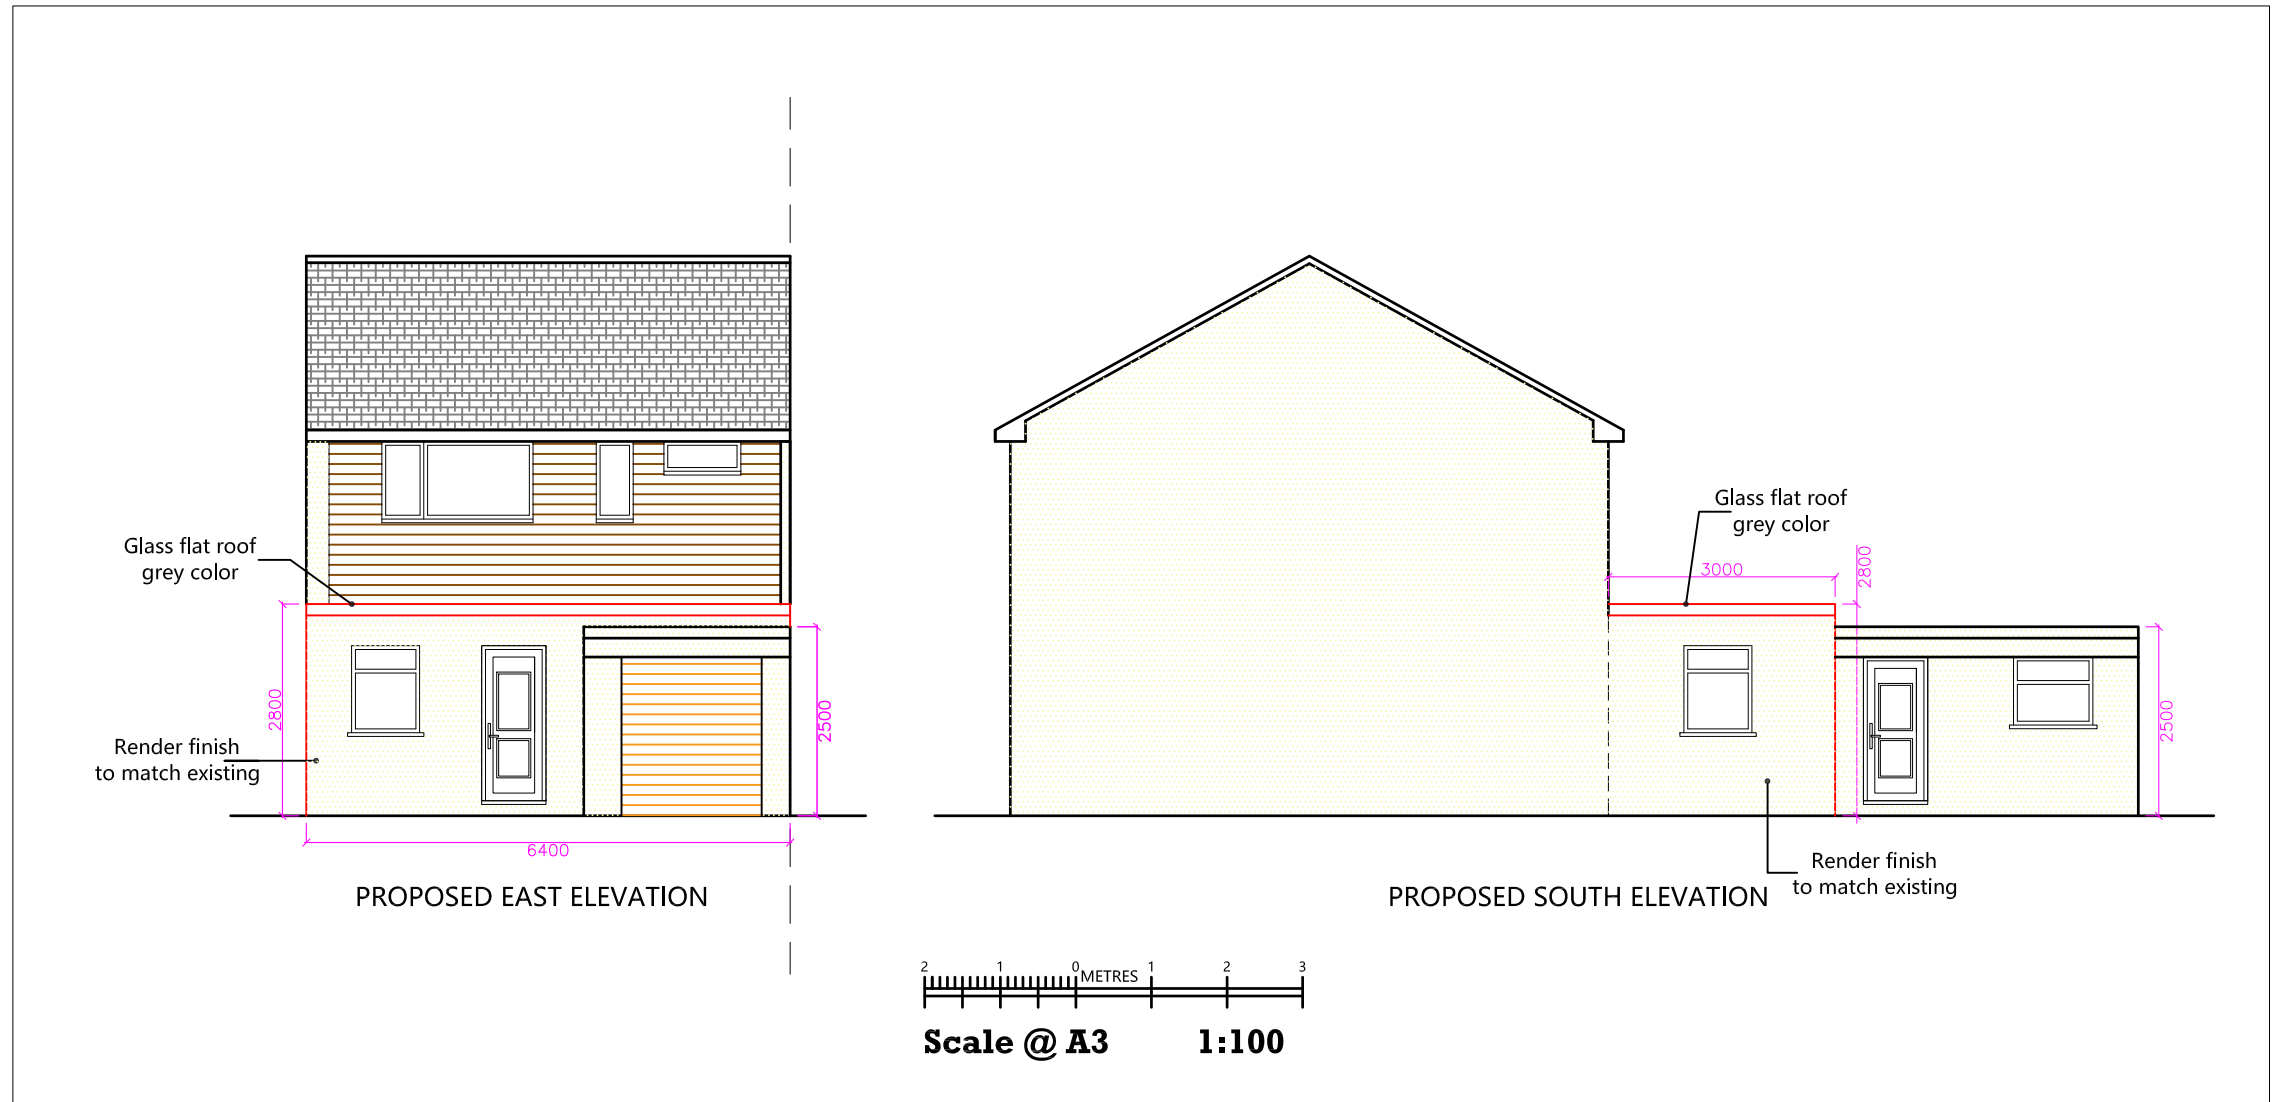 Glass flat roof
grey color
2800
2500
Render finish
to match existing
6400
PROPOSED EAST ELEVATION
Glass flat roof
grey color
3000
2800
2500
Render finish
to match existing
PROPOSED SOUTH ELEVATION
2 1 0 METRES 1 2 3
Scale @ A3 1:100